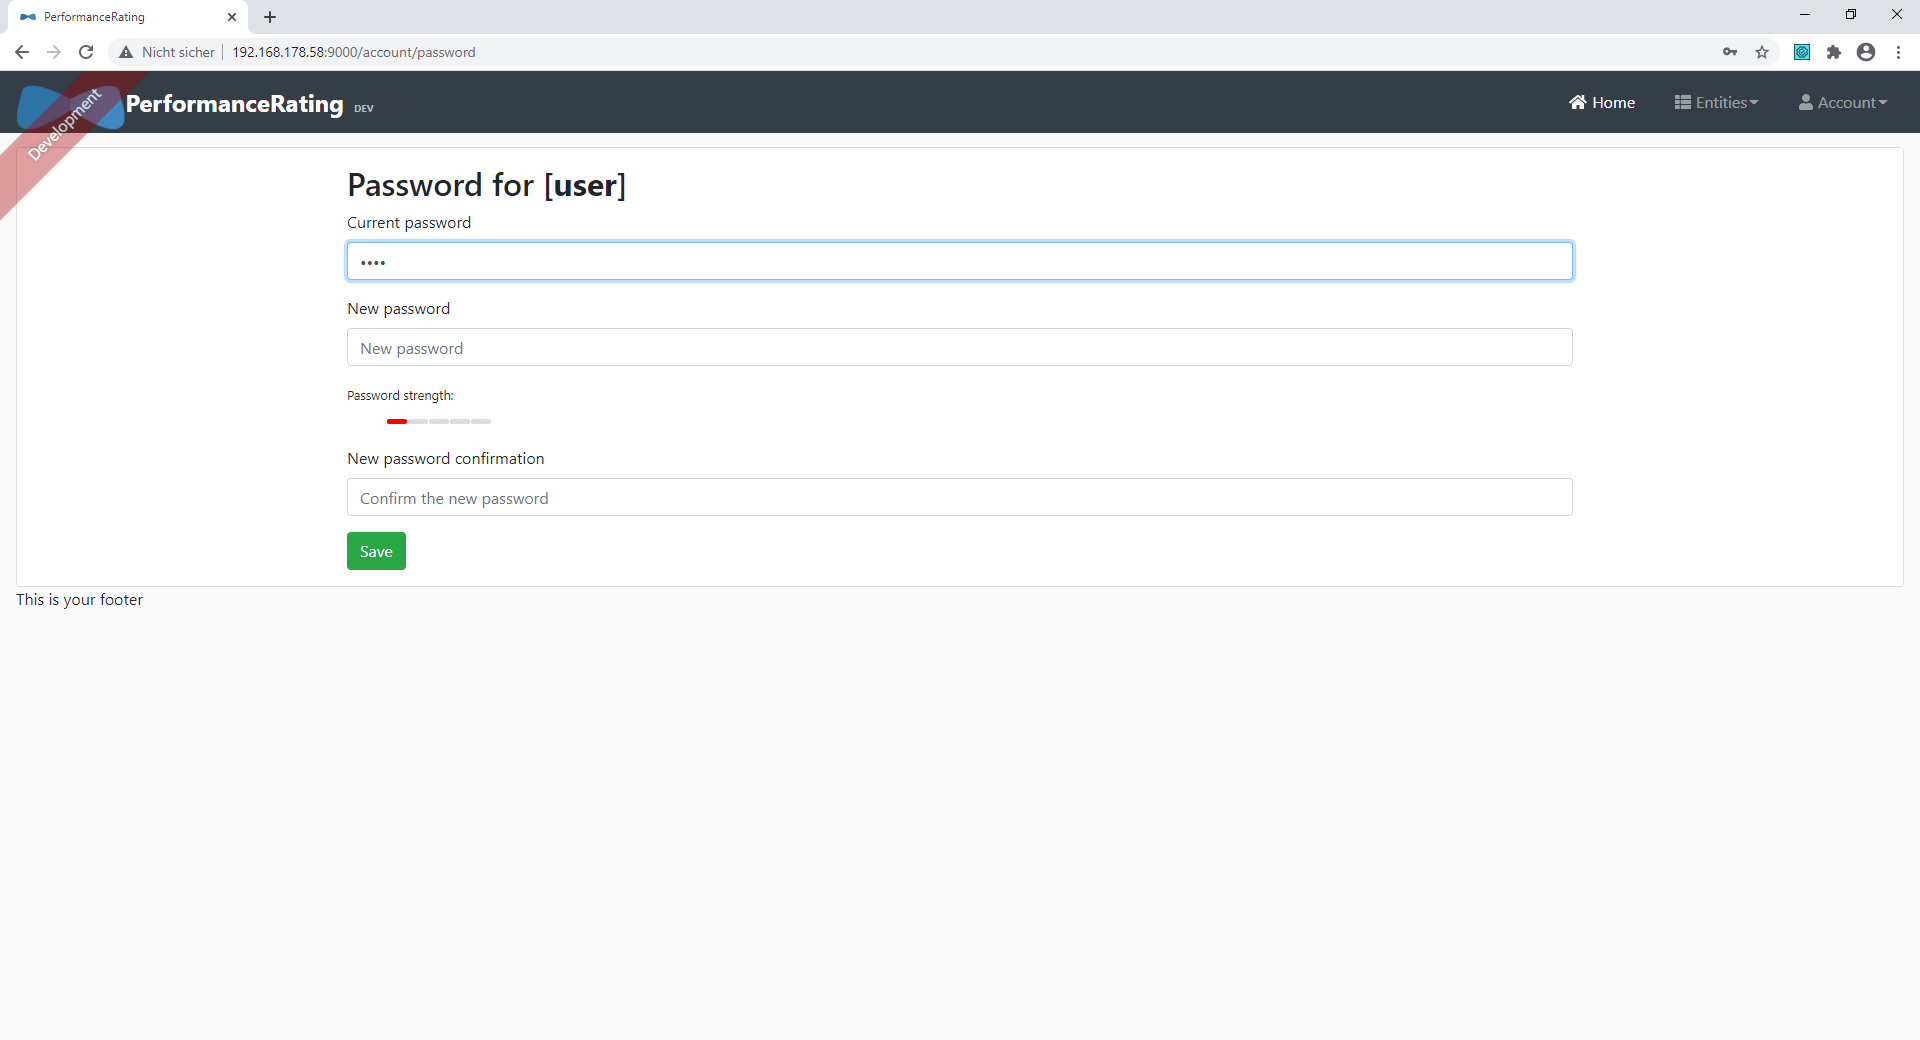 PerformanceRating
Nicht sicher 192.168.178.58:9000/account/password
Development
PerformanceRating DEV
Home Entities Account
Password for [user]
Current password
••••
New password
New password
Password strength:
New password confirmation
Confirm the new password
Save
This is your footer